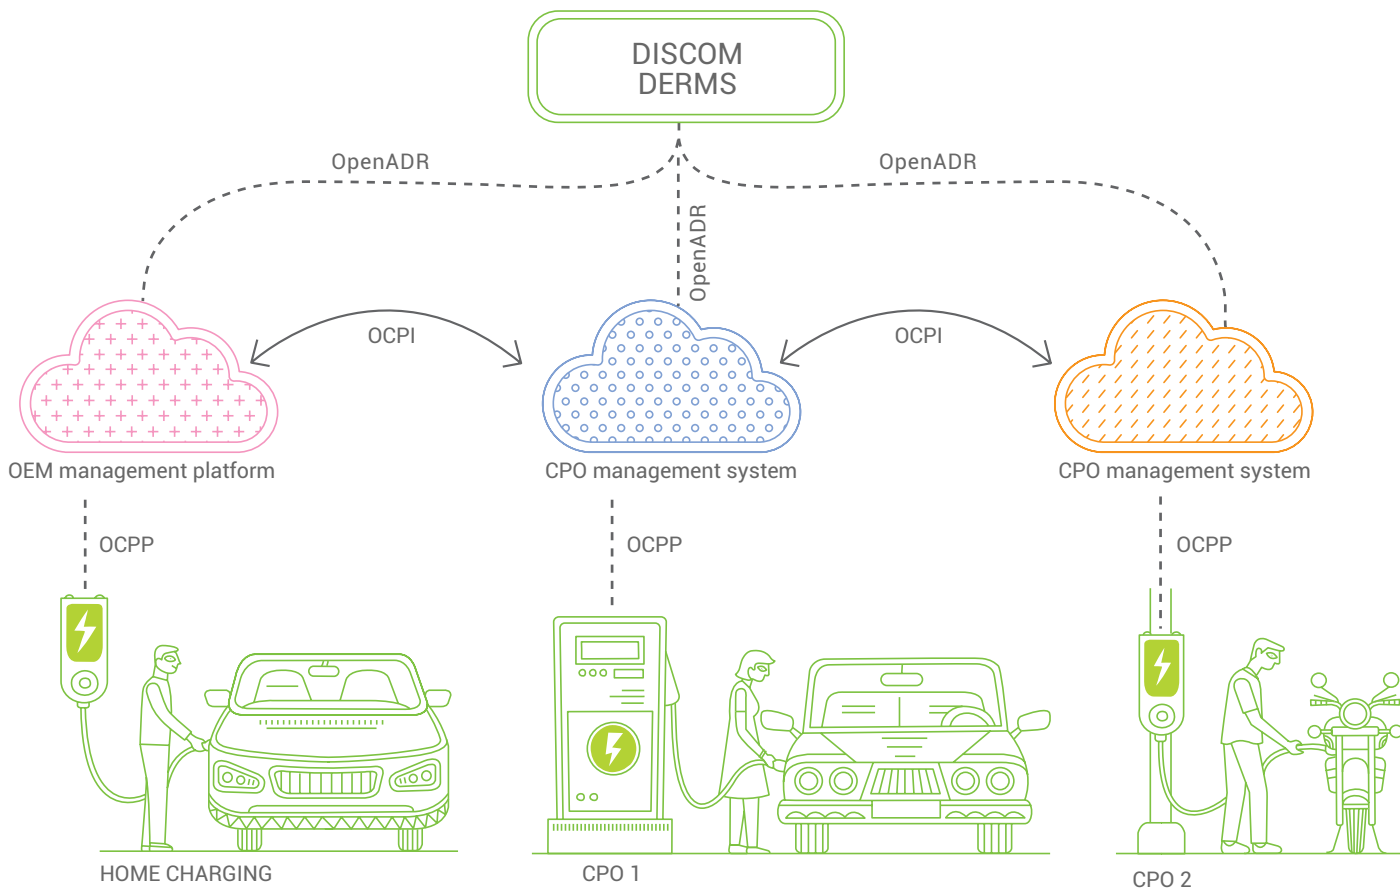 DISCOM
DERMS
OpenADR
OpenADR
OpenADR
OCPI
OCPI
OEM management platform
CPO management system
CPO management system
OCPP
OCPP
OCPP
HOME CHARGING
CPO 1
CPO 2